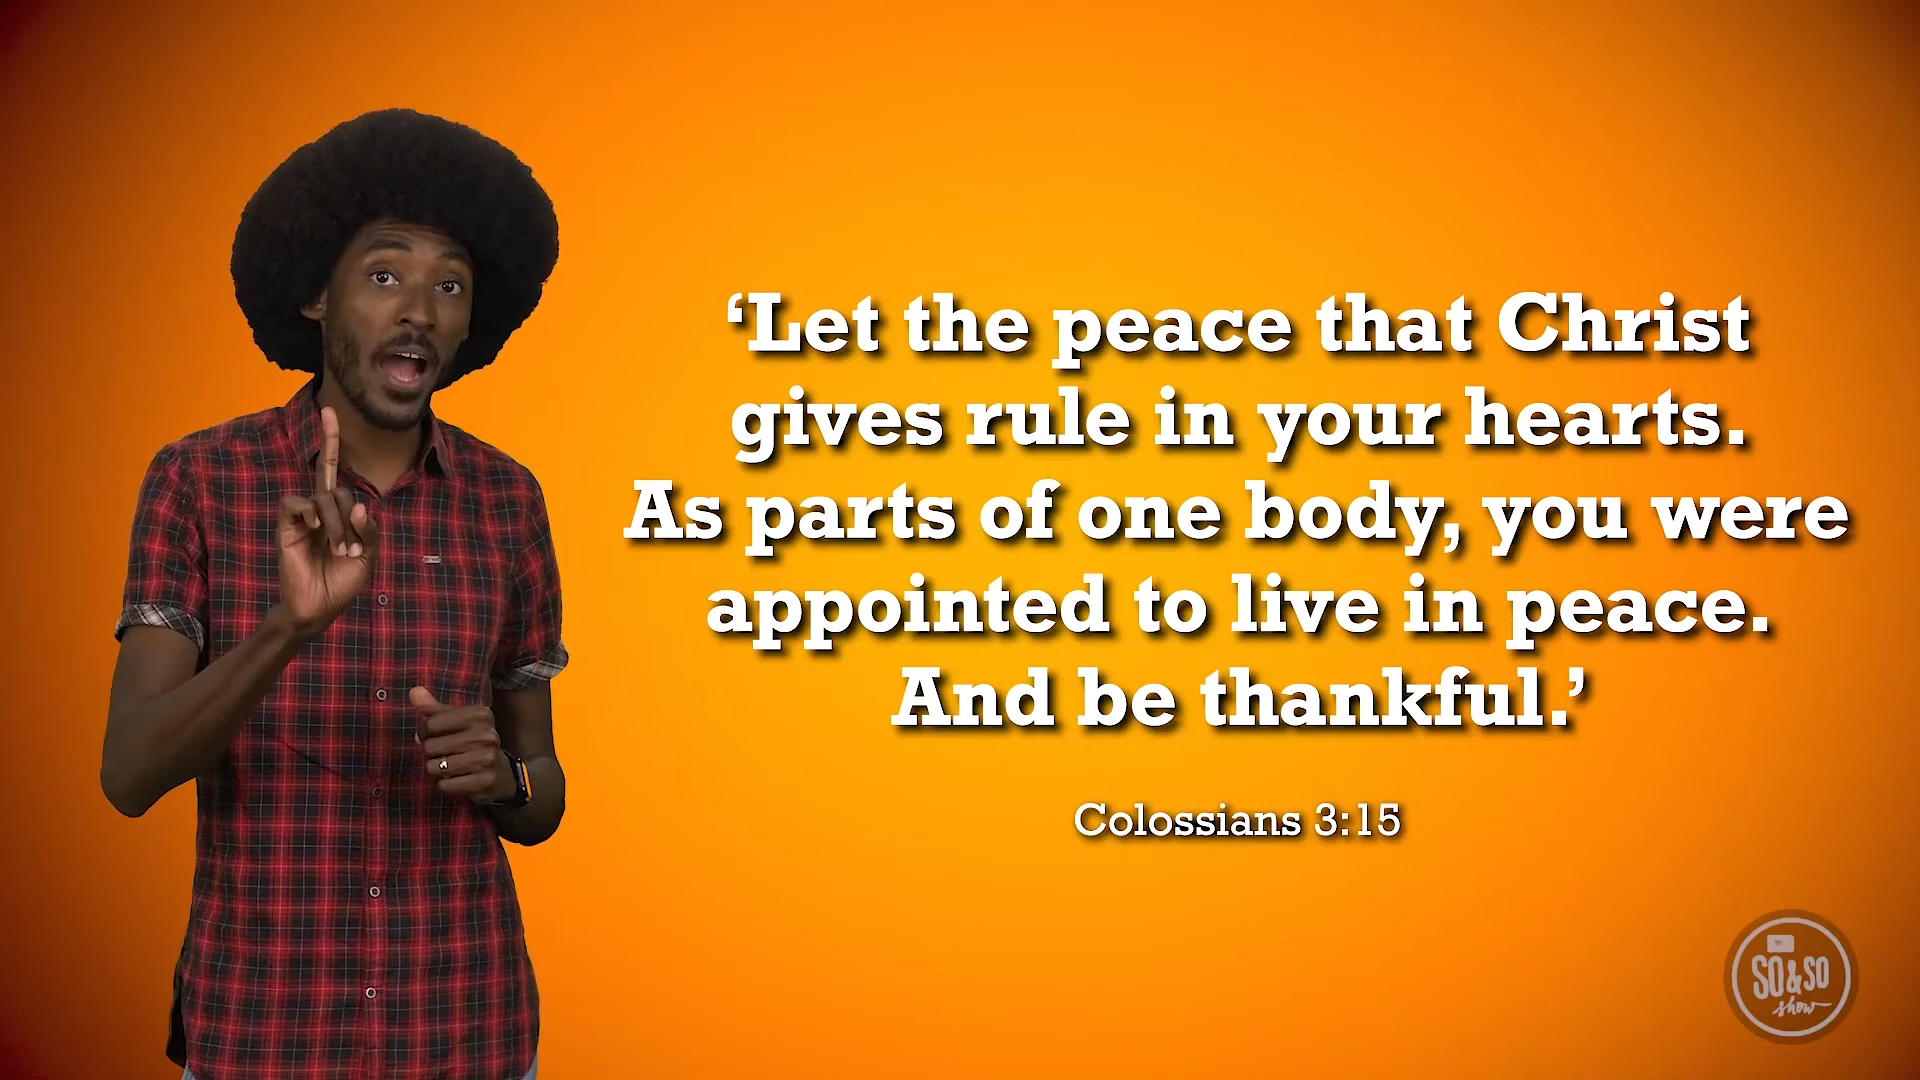 ‘Let the peace that Christ
gives rule in your hearts.
As parts of one body, you were
appointed to live in peace.
And be thankful.’
Colossians 3:15
SO & SO
show